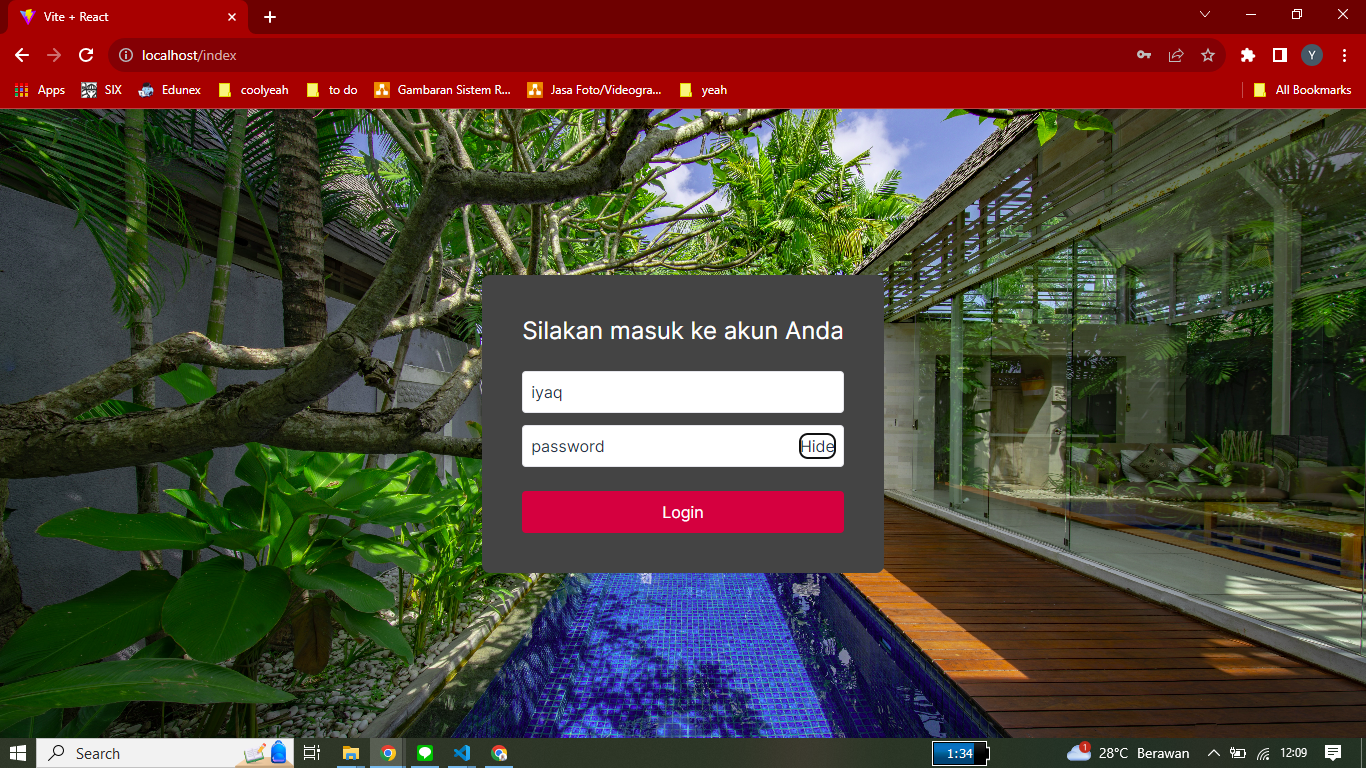 Vite + React
localhost/index
Y
Apps
SIX
Edunex
coolyeah
to do
Gambaran Sistem R...
Jasa Foto/Videogra...
yeah
All Bookmarks
Silakan masuk ke akun Anda
iyaq
password Hide
Login
Search
1:34
1
28°C Berawan
12:09